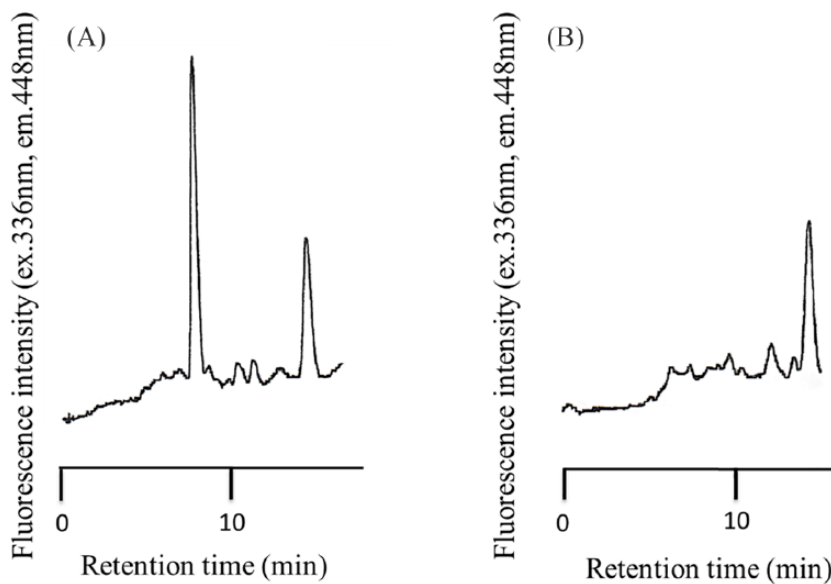 (A)
Fluorescence intensity (ex.336nm, em.448nm)
0
10
Retention time (min)
(B)
Fluorescence intensity (ex.336nm, em.448nm)
0
10
Retention time (min)